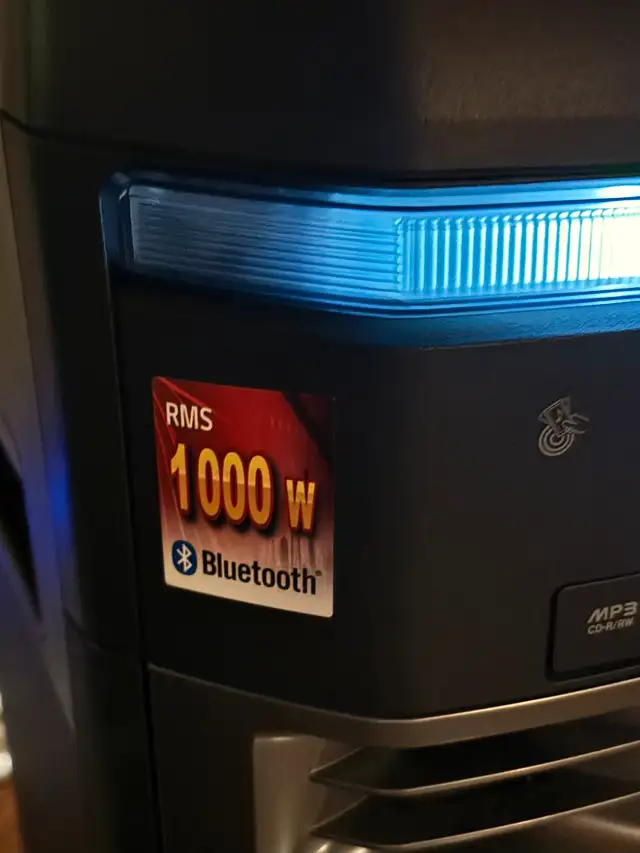 RMS
1000 W
Bluetooth®
MP3
CD-R/RW